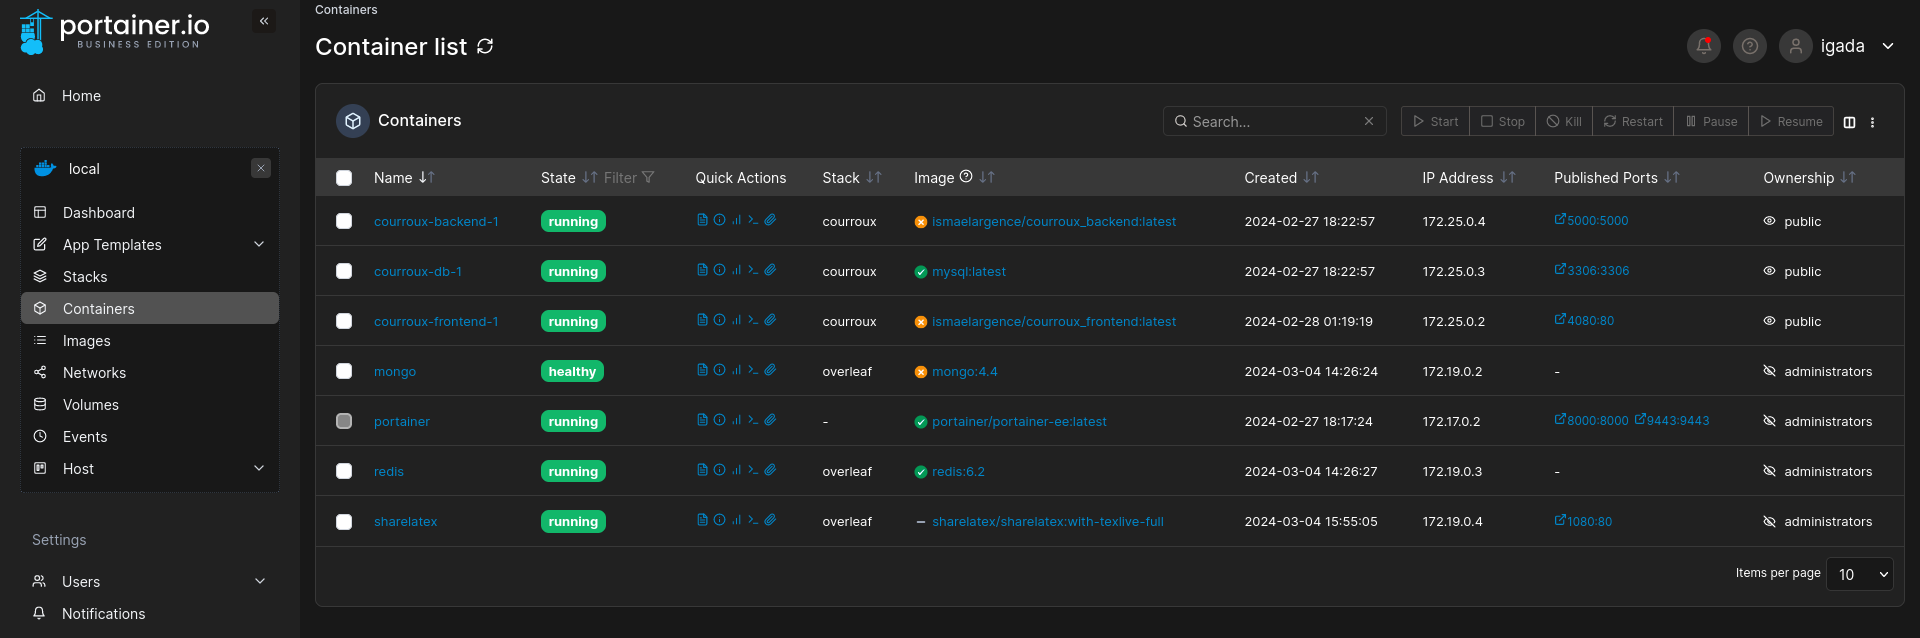 portainer.io
BUSINESS EDITION
Home
local
Dashboard
App Templates
Stacks
Containers
Images
Networks
Volumes
Events
Host
Settings
Users
Notifications
Containers
Container list
igada
Containers
Search... Start Stop Kill Restart Pause Resume
Name State Filter Quick Actions Stack Image Created IP Address Published Ports Ownership
courroux-backend-1 running courroux ismaelargence/courroux_backend:latest 2024-02-27 18:22:57 172.25.0.4 5000:5000 public
courroux-db-1 running courroux mysql:latest 2024-02-27 18:22:57 172.25.0.3 3306:3306 public
courroux-frontend-1 running courroux ismaelargence/courroux_frontend:latest 2024-02-28 01:19:19 172.25.0.2 4080:80 public
mongo healthy overleaf mongo:4.4 2024-03-04 14:26:24 172.19.0.2 - administrators
portainer running - portainer/portainer-ee:latest 2024-02-27 18:17:24 172.17.0.2 8000:8000 9443:9443 administrators
redis running overleaf redis:6.2 2024-03-04 14:26:27 172.19.0.3 - administrators
sharelatex running overleaf sharelatex/sharelatex:with-texlive-full 2024-03-04 15:55:05 172.19.0.4 1080:80 administrators
Items per page 10